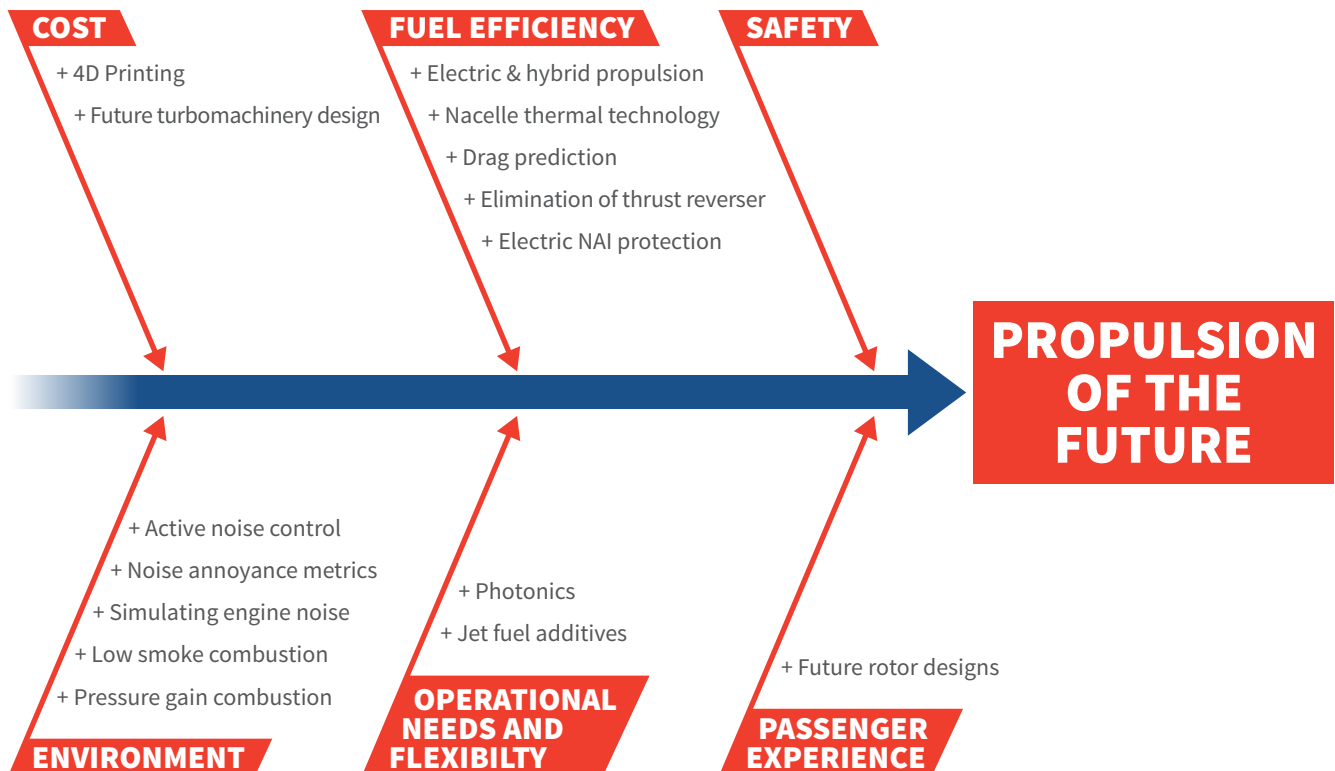 COST
+ 4D Printing
+ Future turbomachinery design
FUEL EFFICIENCY
+ Electric & hybrid propulsion
+ Nacelle thermal technology
+ Drag prediction
+ Elimination of thrust reverser
+ Electric NAI protection
SAFETY
PROPULSION
OF THE
FUTURE
+ Active noise control
+ Noise annoyance metrics
+ Simulating engine noise
+ Low smoke combustion
+ Pressure gain combustion
ENVIRONMENT
+ Photonics
+ Jet fuel additives
OPERATIONAL
NEEDS AND
FLEXIBILTY
+ Future rotor designs
PASSENGER
EXPERIENCE